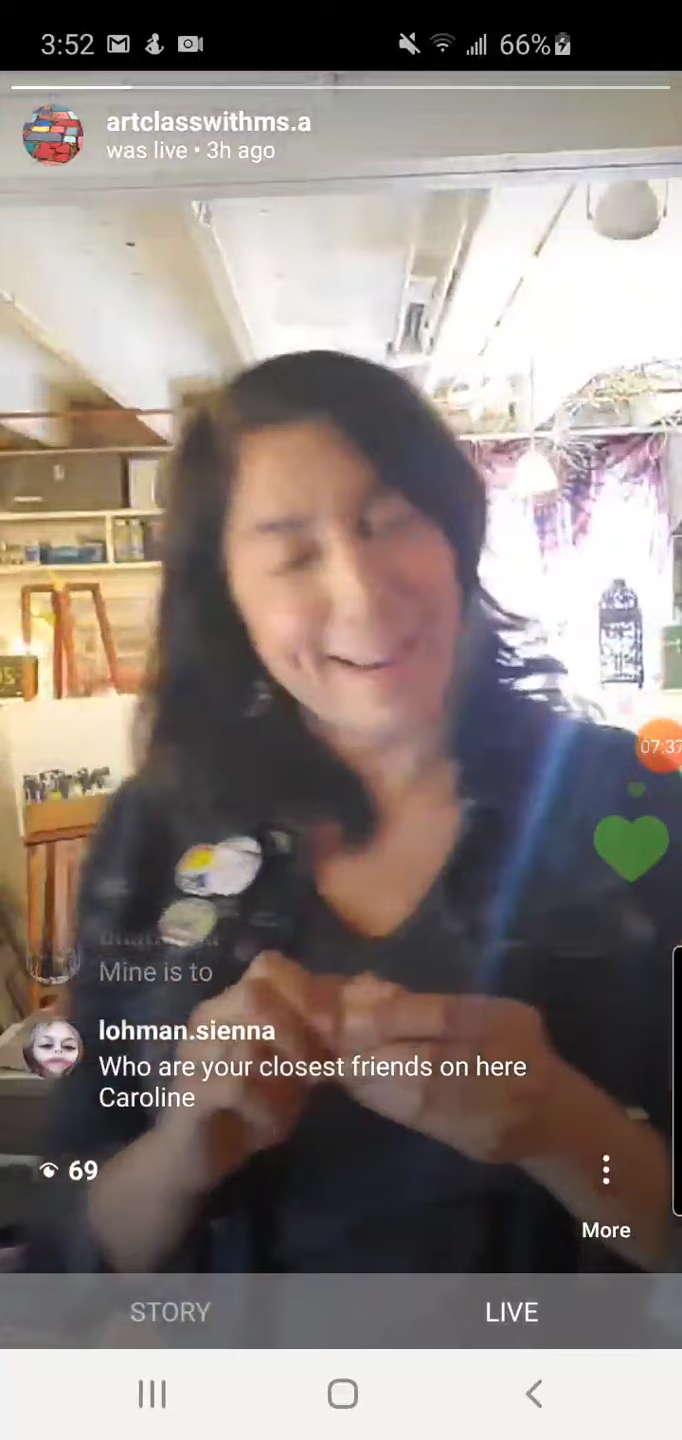 3:52 66%
artclasswithms.a
was live • 3h ago
07:37
Mine is to
lohman.sienna
Who are your closest friends on here
Caroline
69
More
STORY LIVE